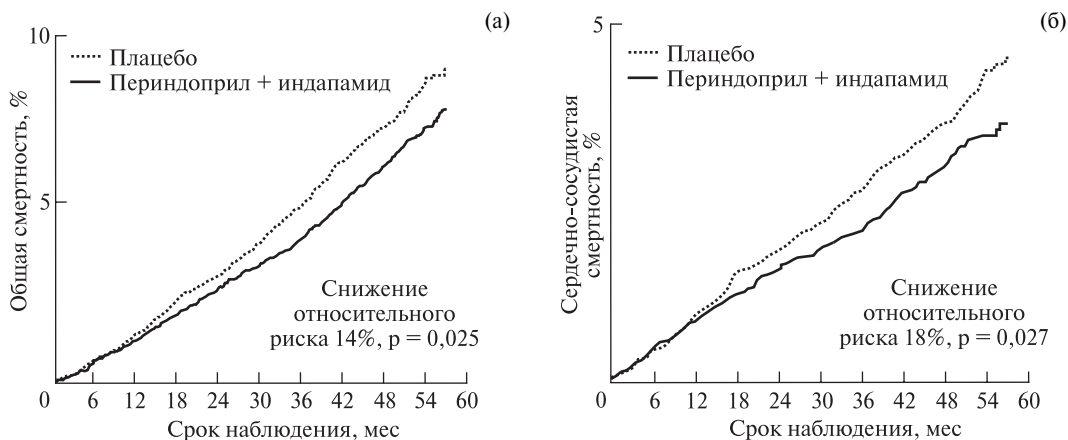 (а)
10
Плацебо
Периндоприл + индапамид
Общая смертность, %
5
Снижение
относительного
риска 14%, p = 0,025
0 6 12 18 24 30 36 42 48 54 60
Срок наблюдения, мес
(б)
5
Плацебо
Периндоприл + индапамид
Сердечно-сосудистая
смертность, %
Снижение
относительного
риска 18%, p = 0,027
0 6 12 18 24 30 36 42 48 54 60
Срок наблюдения, мес